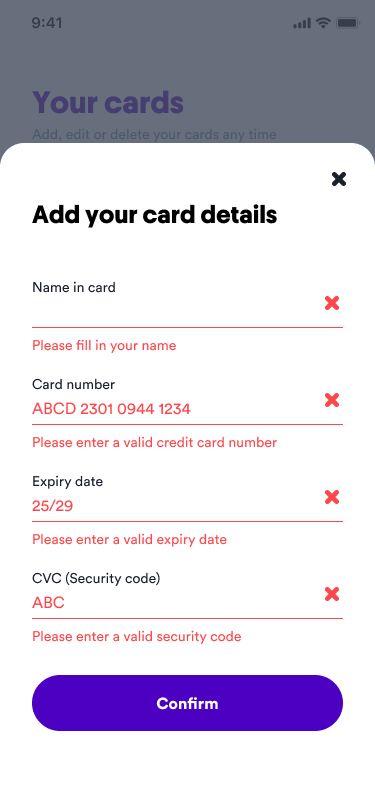 9:41
Your cards
Add, edit or delete your cards any time
Add your card details
Name in card
Please fill in your name
Card number
ABCD 2301 0944 1234
Please enter a valid credit card number
Expiry date
25/29
Please enter a valid expiry date
CVC (Security code)
ABC
Please enter a valid security code
Confirm